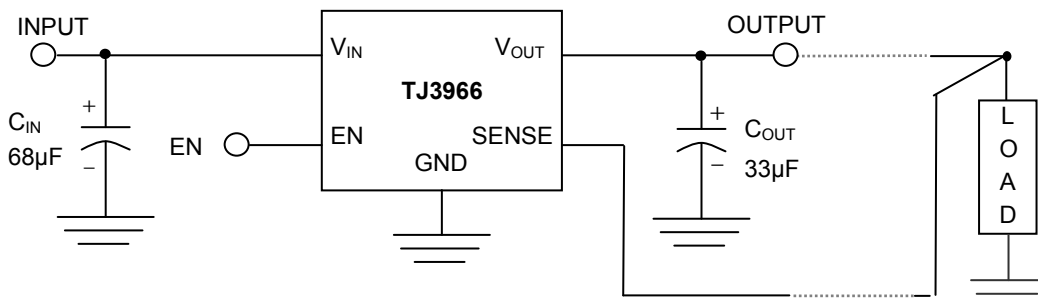 INPUT
OUTPUT
VIN
VOUT
TJ3966
+
CIN
68µF
−
EN
EN
SENSE
GND
+
COUT
33µF
−
L
O
A
D